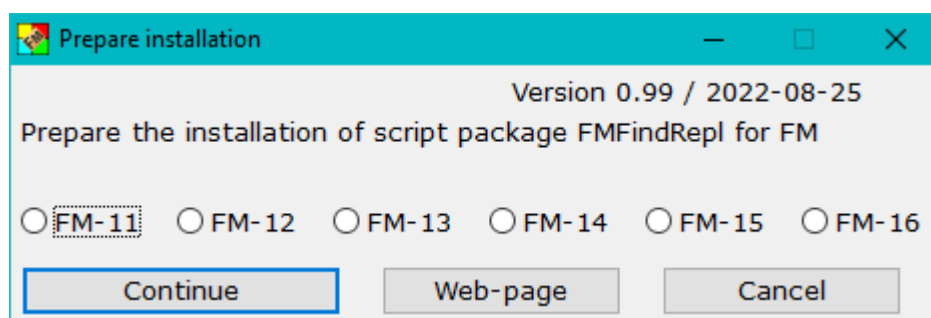 Prepare installation
Version 0.99 / 2022-08-25
Prepare the installation of script package FMFindRepl for FM
FM-11 FM-12 FM-13 FM-14 FM-15 FM-16
Continue Web-page Cancel